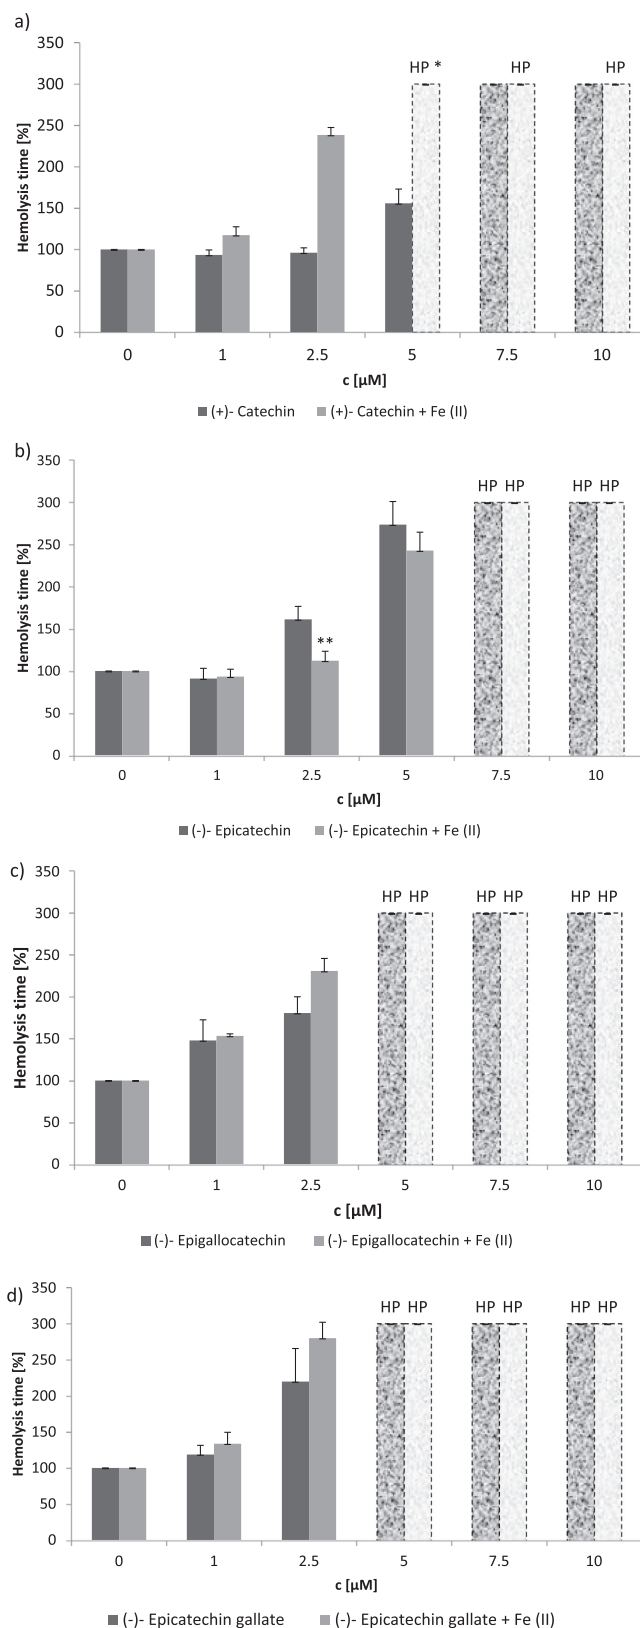 a)
350
300
250
200
150
100
50
0
Hemolysis time [%]
HP * HP HP
0 1 2.5 5 7.5 10
c [µM]
(+)- Catechin (+)- Catechin + Fe (II)
b)
350
300
250
200
150
100
50
0
Hemolysis time [%]
**
HP HP HP HP
0 1 2.5 5 7.5 10
c [µM]
(-)- Epicatechin (-)- Epicatechin + Fe (II)
c)
350
300
250
200
150
100
50
0
Hemolysis time [%]
HP HP HP HP HP HP
0 1 2.5 5 7.5 10
c [µM]
(-)- Epigallocatechin (-)- Epigallocatechin + Fe (II)
d)
350
300
250
200
150
100
50
0
Hemolysis time [%]
HP HP HP HP HP HP
0 1 2.5 5 7.5 10
c [µM]
(-)- Epicatechin gallate (-)- Epicatechin gallate + Fe (II)